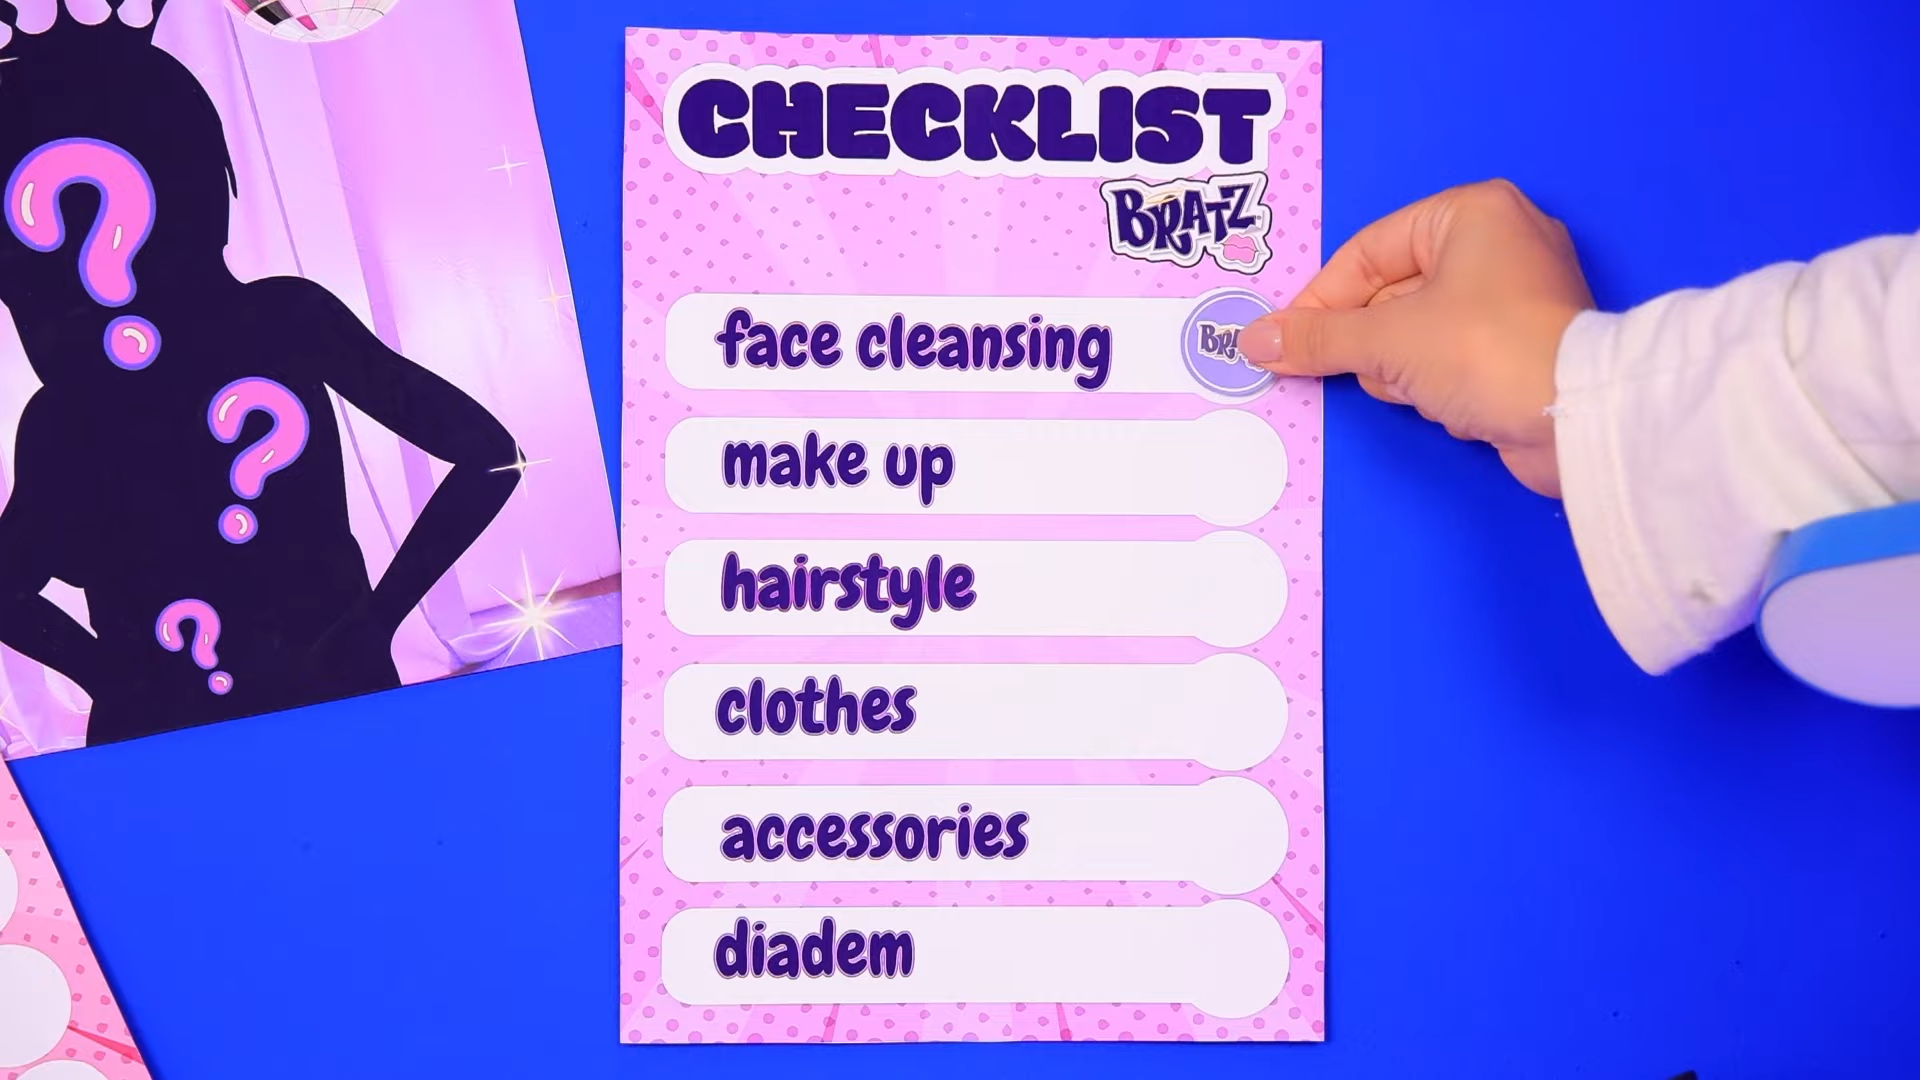 CHECKLIST
BRATZ
face cleansing
make up
hairstyle
clothes
accessories
diadem
? 
?
?